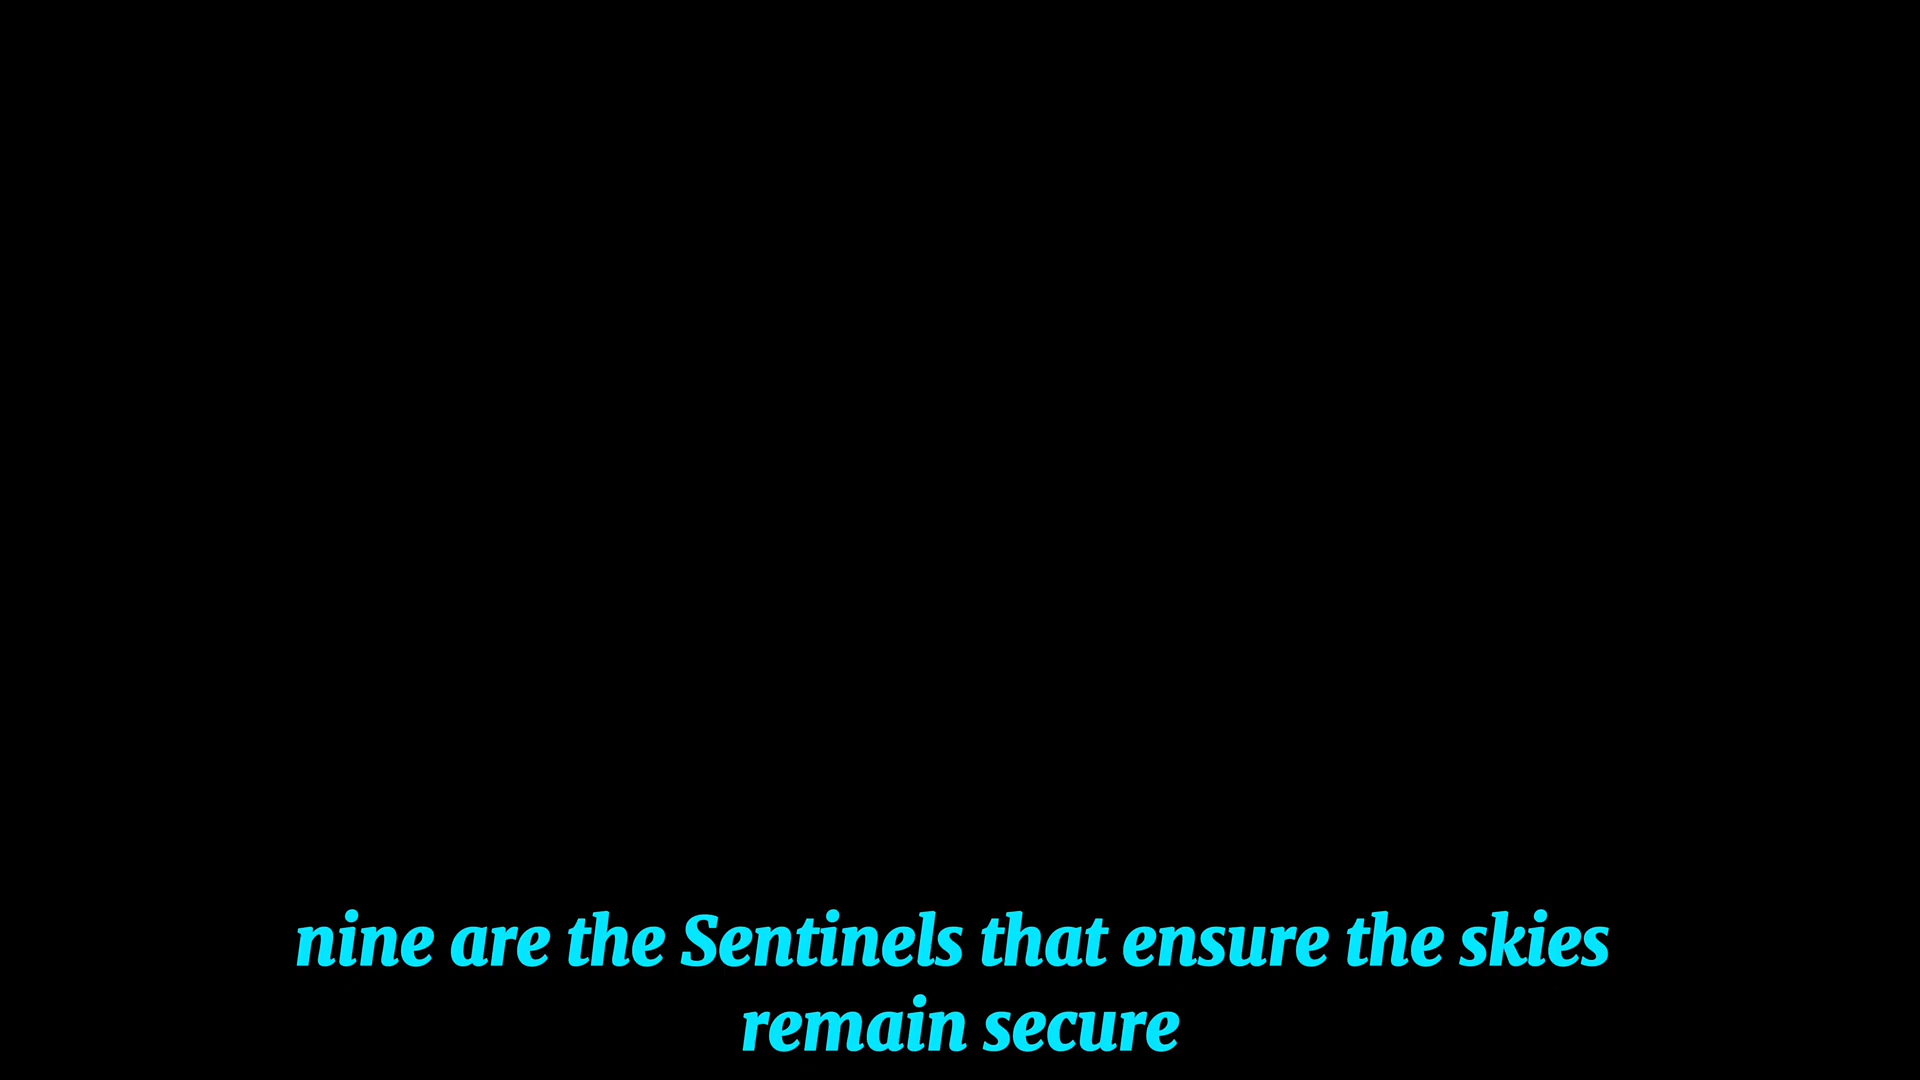 nine are the Sentinels that ensure the skies
remain secure